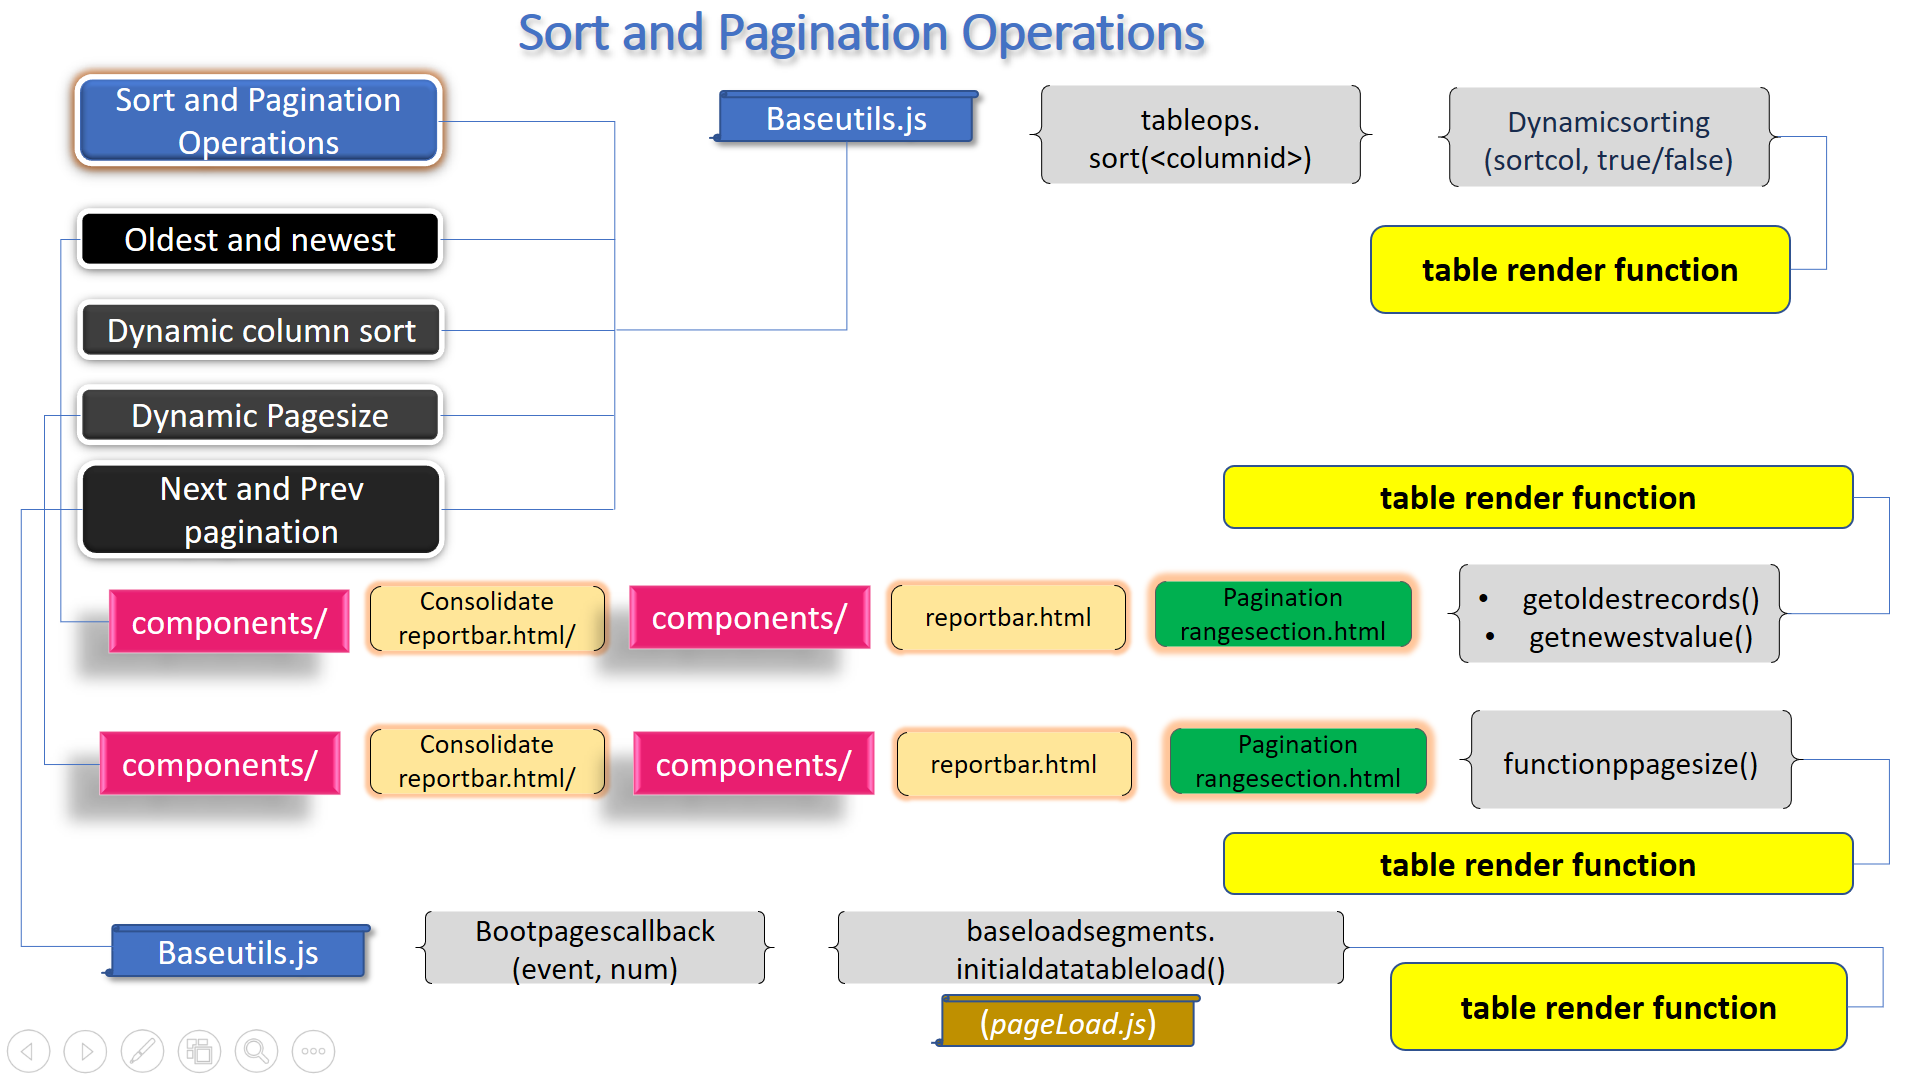 Sort and Pagination Operations
Sort and Pagination
Operations
Baseutils.js
tableops.
sort(<columnid>)
Dynamicsorting
(sortcol, true/false)
Oldest and newest
table render function
Dynamic column sort
Dynamic Pagesize
Next and Prev
pagination
table render function
components/
Consolidate
reportbar.html/
components/
reportbar.html
Pagination
rangesection.html
• getoldestrecords()
• getnewestvalue()
components/
Consolidate
reportbar.html/
components/
reportbar.html
Pagination
rangesection.html
functionppagesize()
table render function
Baseutils.js
Bootpagescallback
(event, num)
baseloadsegments.
initialdatatableload()
(pageLoad.js)
table render function